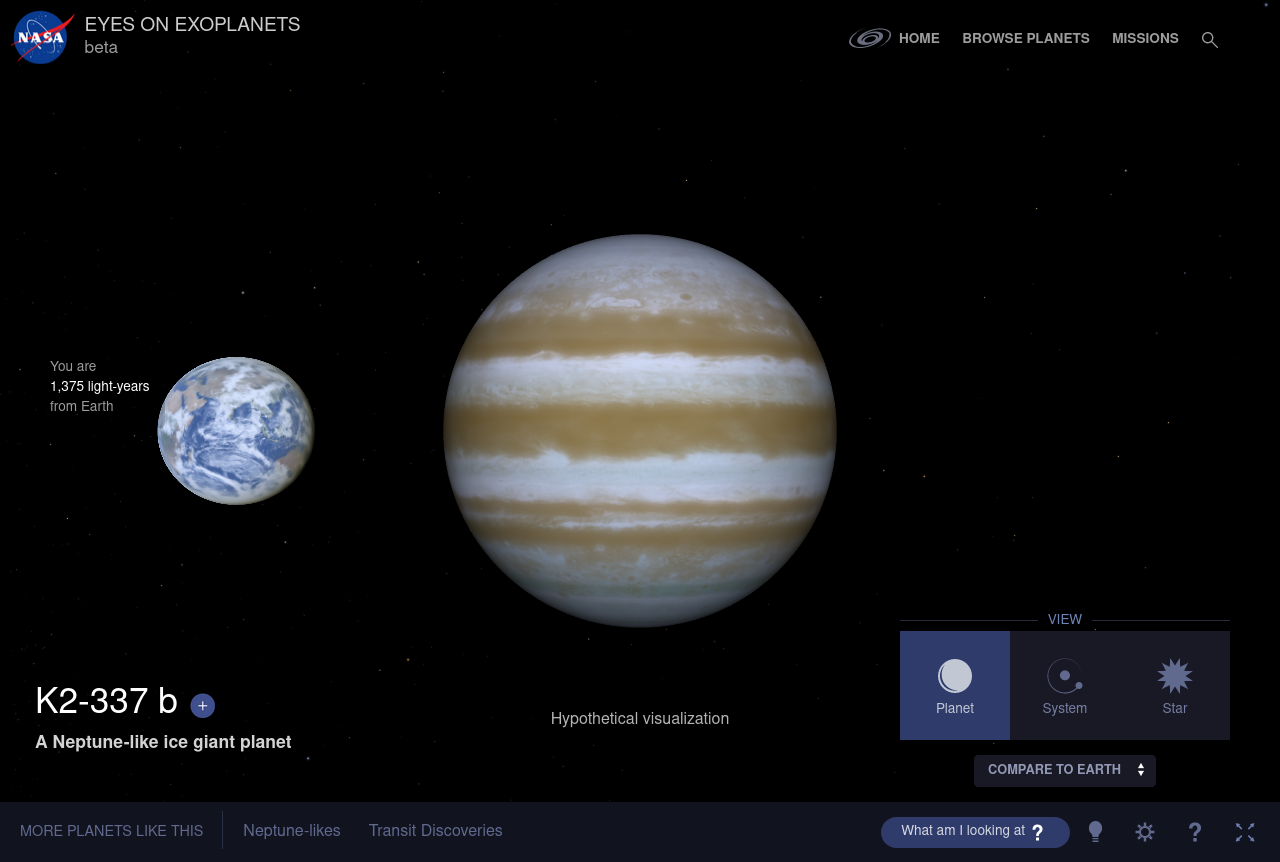 NASA
EYES ON EXOPLANETS
beta
HOME
BROWSE PLANETS
MISSIONS
You are
1,375 light-years
from Earth
K2-337 b +
A Neptune-like ice giant planet
Hypothetical visualization
VIEW
Planet
System
Star
COMPARE TO EARTH
MORE PLANETS LIKE THIS
Neptune-likes
Transit Discoveries
What am I looking at ?
?